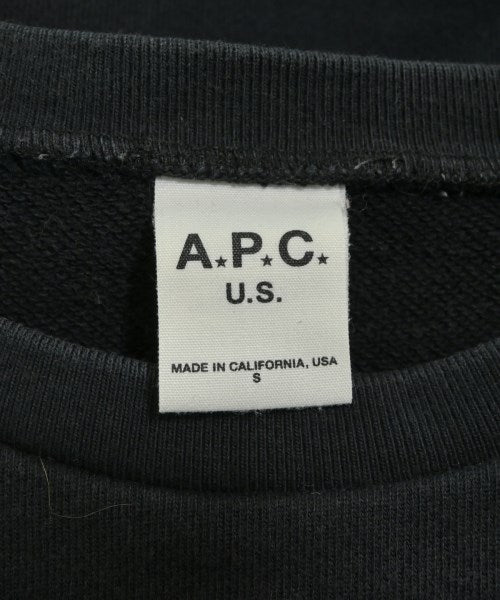 A★P★C★
U.S.
MADE IN CALIFORNIA, USA
S